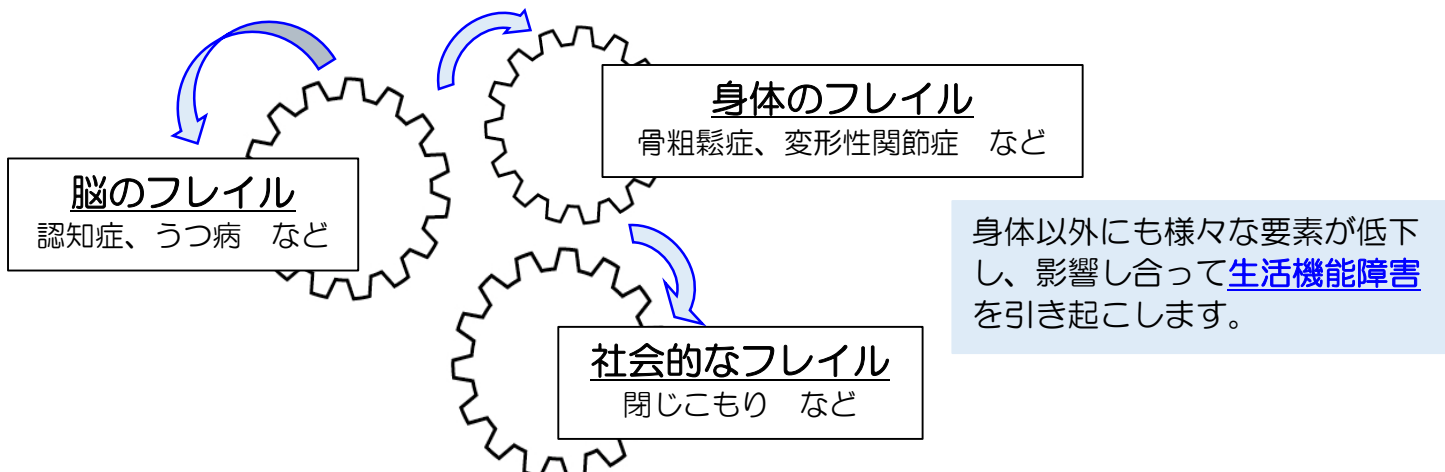 身体のフレイル
骨粗鬆症、変形性関節症　など
脳のフレイル
認知症、うつ病　など
身体以外にも様々な要素が低下
し、影響し合って生活機能障害
を引き起こします。
社会的なフレイル
閉じこもり　など